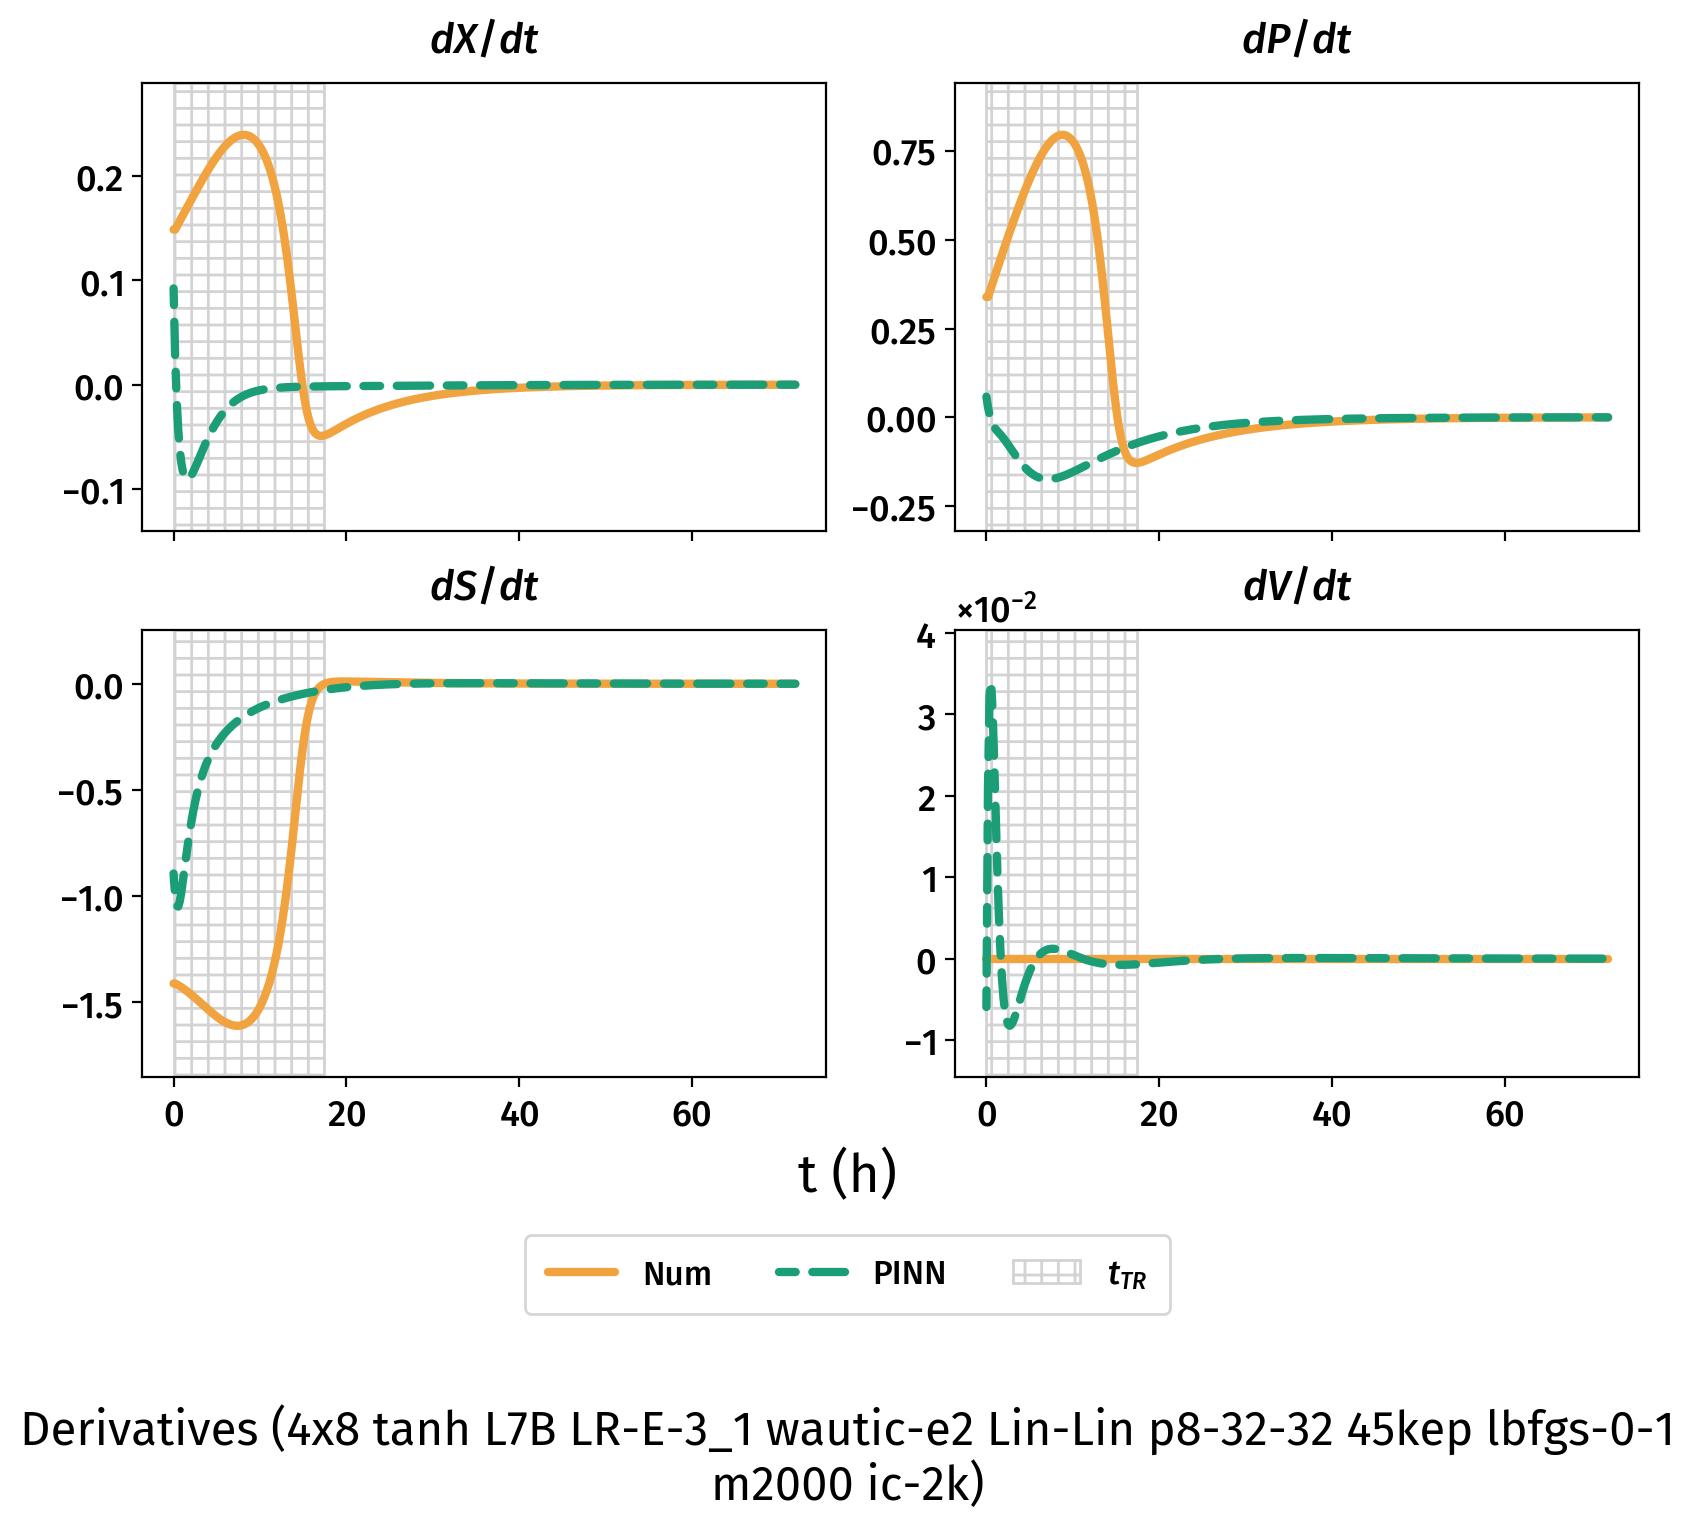 dX/dt
dP/dt
0.2
0.1
0.0
−0.1
0.75
0.50
0.25
0.00
−0.25
dS/dt
dV/dt
×10⁻²
0.0
−0.5
−1.0
−1.5
4
3
2
1
0
−1
0 20 40 60
0 20 40 60
t (h)
Num PINN t_TR
Derivatives (4x8 tanh L7B LR-E-3_1 wautic-e2 Lin-Lin p8-32-32 45kep lbfgs-0-1
m2000 ic-2k)